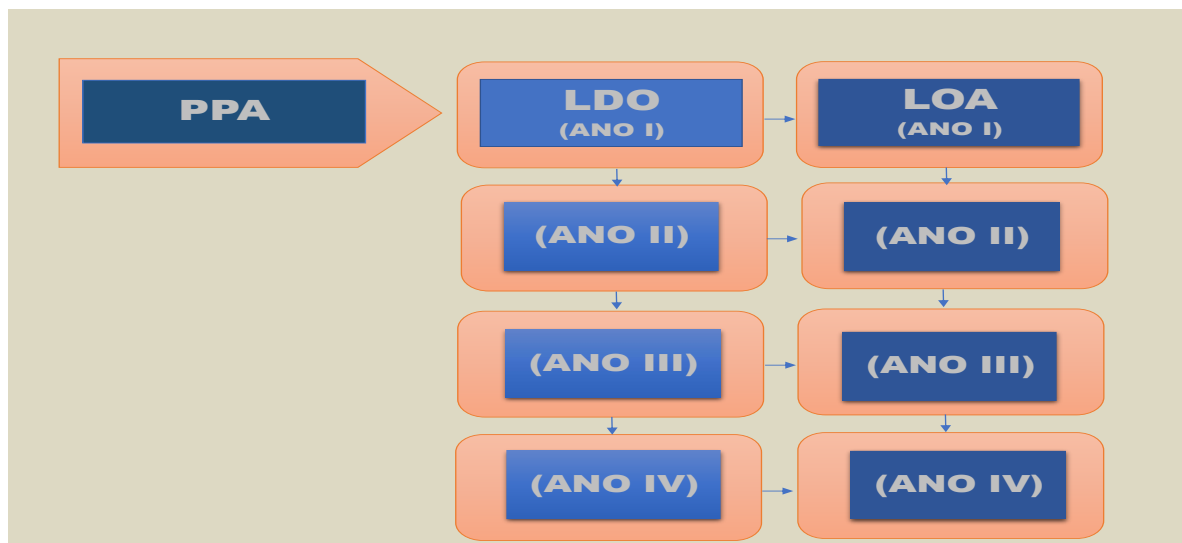 PPA
LDO
(ANO I)
LOA
(ANO I)
(ANO II)
(ANO II)
(ANO III)
(ANO III)
(ANO IV)
(ANO IV)